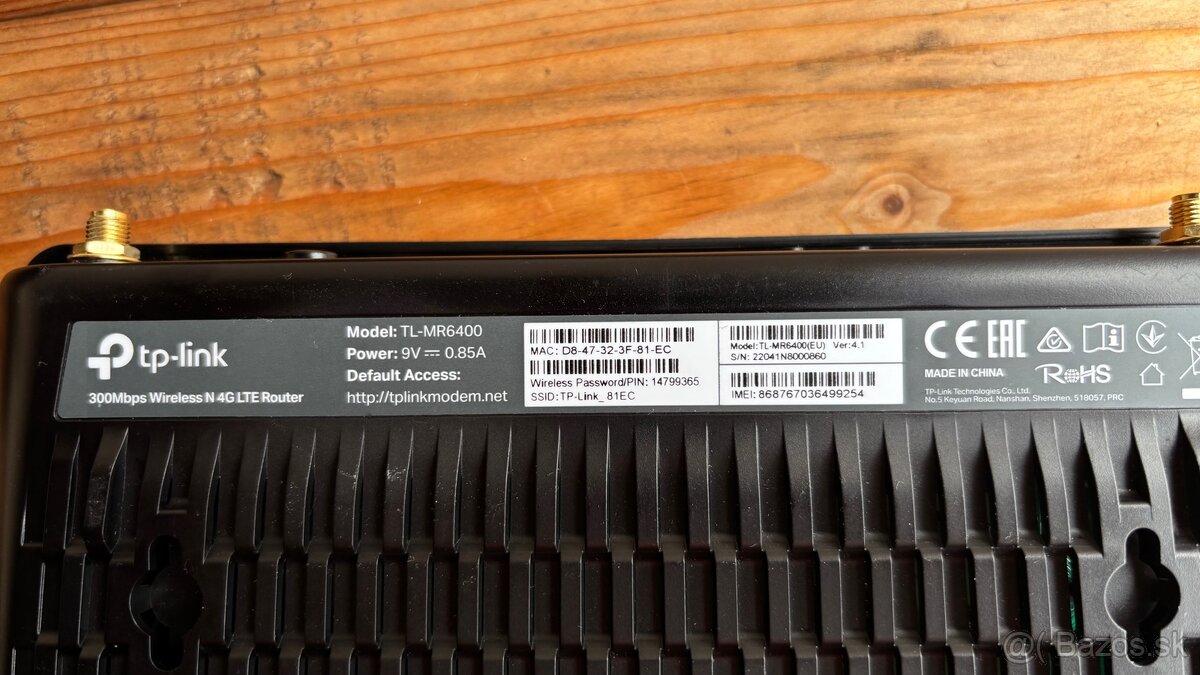 tp-link
300Mbps Wireless N 4G LTE Router
Model: TL-MR6400
Power: 9V ⎓ 0.85A
Default Access:
http://tplinkmodem.net
MAC: D8-47-32-3F-81-EC
Wireless Password/PIN: 14799365
SSID:TP-Link_81EC
Model:TL-MR6400(EU) Ver:4.1
S/N: 22041N8000860
IMEI: 868767036499254
CE EAC
MADE IN CHINA
RoHS
TP-Link Technologies Co., Ltd.
No.5 Keyuan Road, Nanshan, Shenzhen, 518057, PRC
@( Bazos.sk